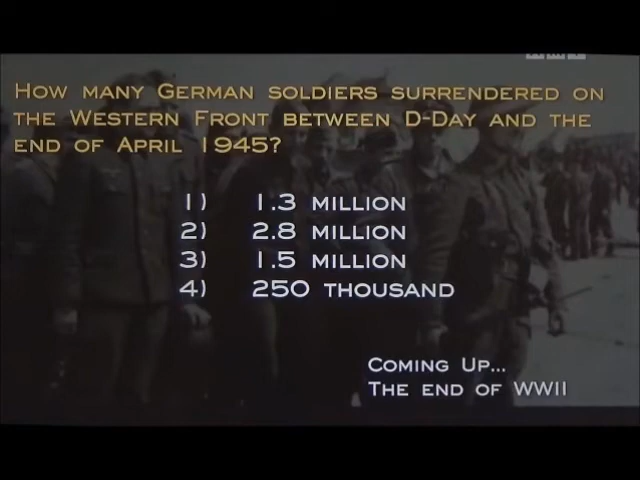 How many German soldiers surrendered on
the Western Front between D-Day and the
end of April 1945?
1) 1.3 million
2) 2.8 million
3) 1.5 million
4) 250 thousand
Coming Up...
The end of WWII